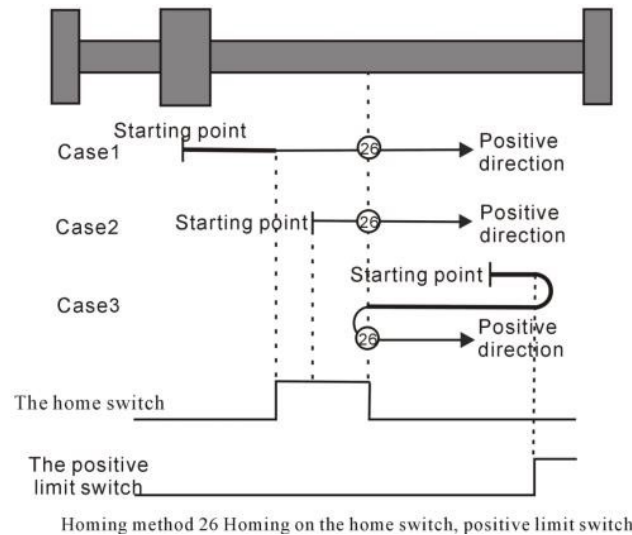 Starting point
Case1
26
Positive
direction
Case2
Starting point
26
Positive
direction
Starting point
Case3
26
Positive
direction
The home switch
The positive
limit switch
Homing method 26 Homing on the home switch, positive limit switch